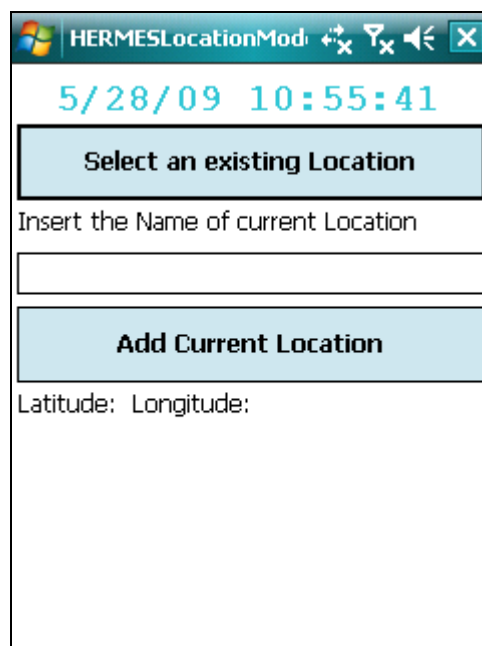 HERMESLocationMod
5/28/09 10:55:41
Select an existing Location
Insert the Name of current Location
Add Current Location
Latitude: Longitude: